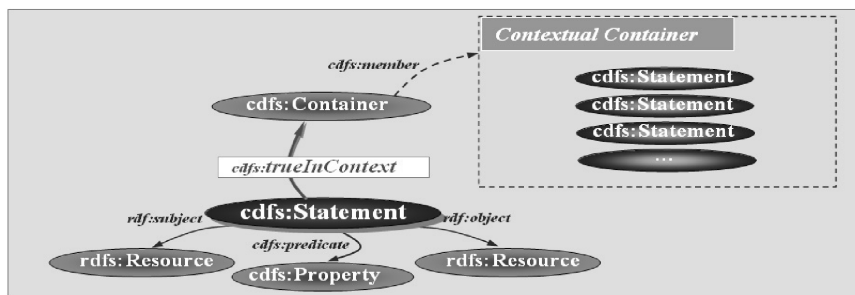 Contextual Container
cdfs:member
cdfs:Statement
cdfs:Container
cdfs:Statement
cdfs:Statement
...
cdfs:trueInContext
rdf:subject
cdfs:Statement
rdf:object
cdfs:predicate
rdfs:Resource
cdfs:Property
rdfs:Resource